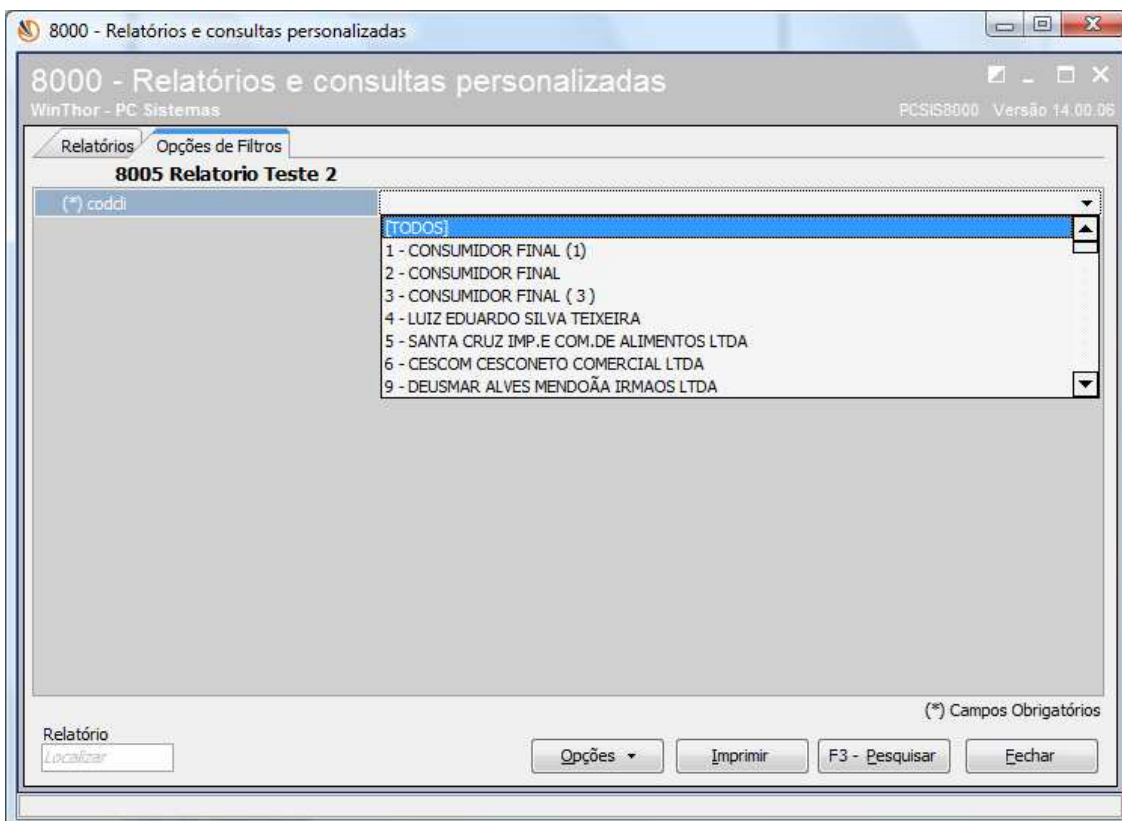 8000 - Relatórios e consultas personalizadas
8000 - Relatórios e consultas personalizadas
WinThor - PC Sistemas
PCSIS8000 Versão 14.00.06
Relatórios
Opções de Filtros
8005 Relatorio Teste 2
(*) coddi
[TODOS]
1 - CONSUMIDOR FINAL (1)
2 - CONSUMIDOR FINAL
3 - CONSUMIDOR FINAL ( 3 )
4 - LUIZ EDUARDO SILVA TEIXEIRA
5 - SANTA CRUZ IMP.E COM.DE ALIMENTOS LTDA
6 - CESCOM CESCONETO COMERCIAL LTDA
9 - DEUSMAR ALVES MENDOÃA IRMAOS LTDA
(*) Campos Obrigatórios
Relatório
Localizar
Opções
Imprimir
F3 - Pesquisar
Fechar